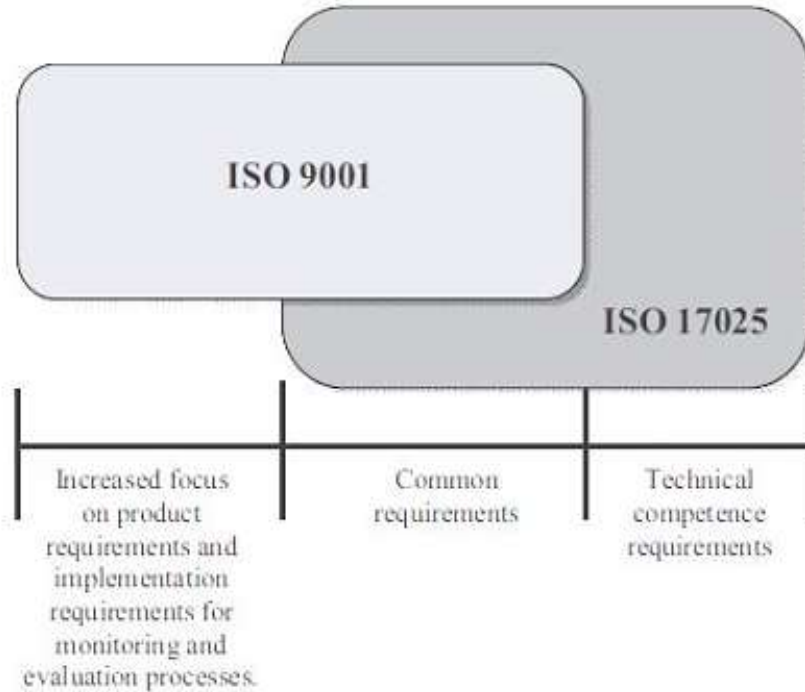 ISO 9001
ISO 17025
Increased focus
on product
requirements and
implementation
requirements for
monitoring and
evaluation processes.
Common
requirements
Technical
competence
requirements